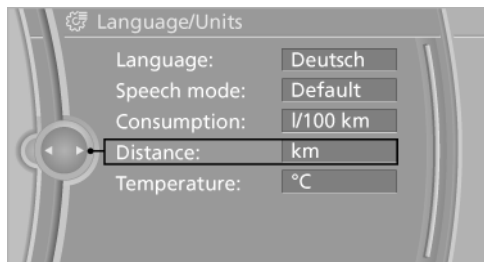 Language/Units
Language: Deutsch
Speech mode: Default
Consumption: l/100 km
Distance: km
Temperature: °C